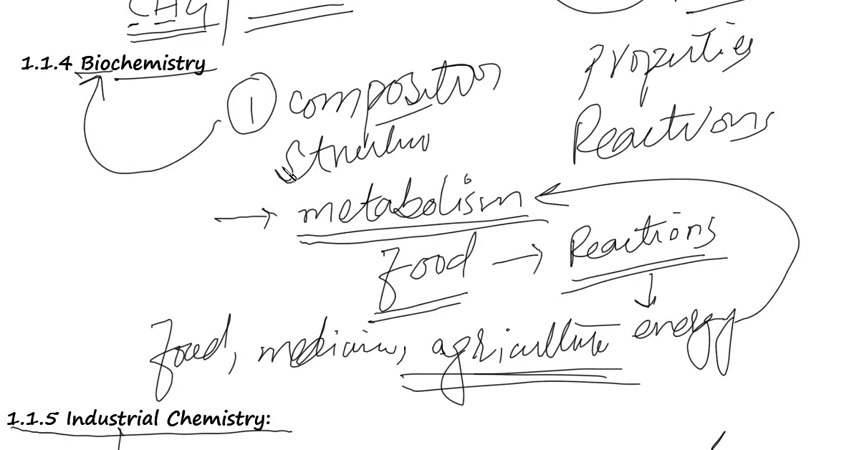 CH4
1.1.4 Biochemistry
① composition Properties
Reactions
→ metabolism
food → Reactions
food, medicine, agriculture energy
1.1.5 Industrial Chemistry: